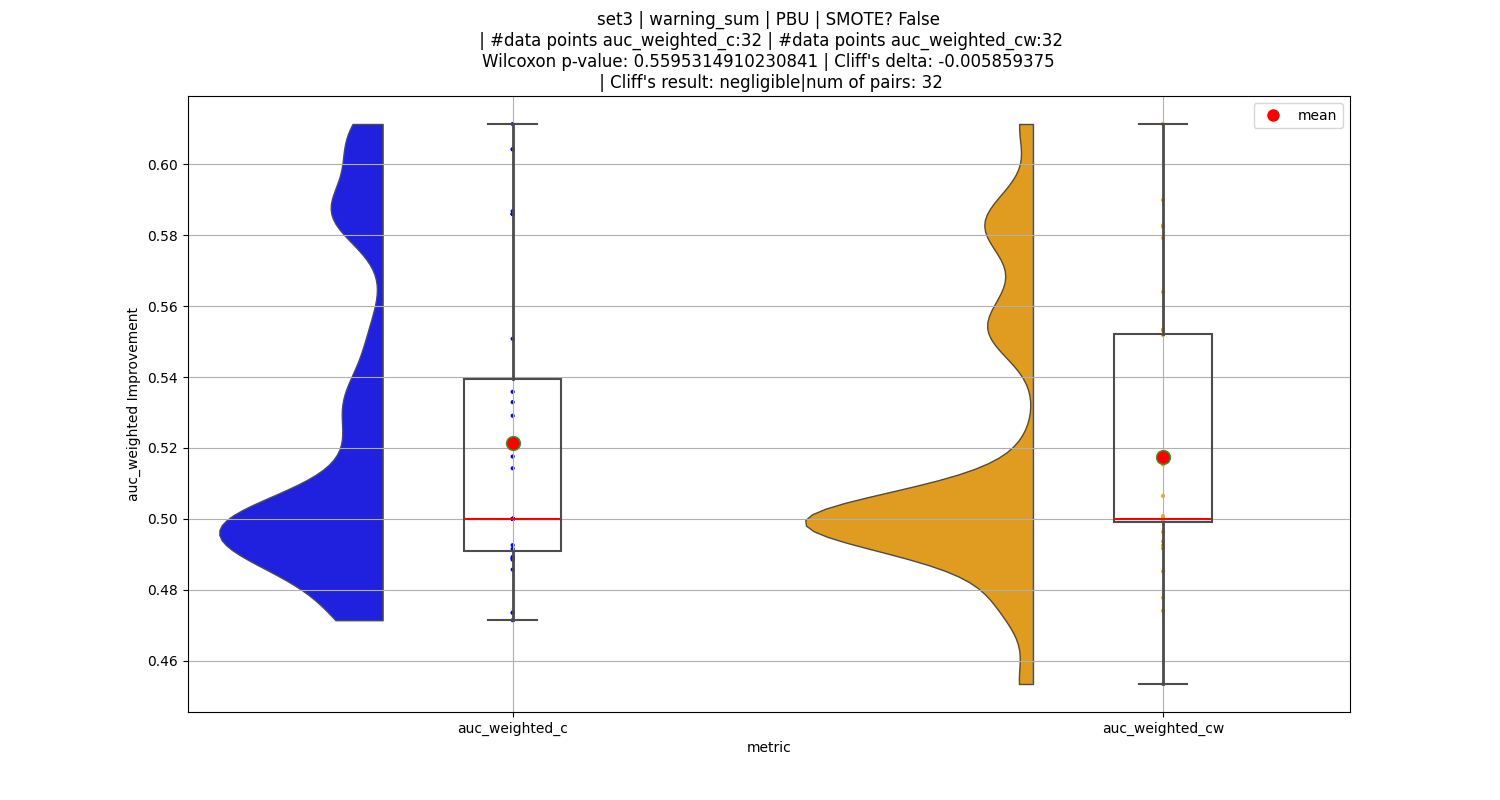 set3 | warning_sum | PBU | SMOTE? False
| #data points auc_weighted_c:32 | #data points auc_weighted_cw:32
Wilcoxon p-value: 0.5595314910230841 | Cliff's delta: -0.005859375
| Cliff's result: negligible|num of pairs: 32
mean
0.60
0.58
0.56
0.54
0.52
0.50
0.48
0.46
auc_weighted Improvement
auc_weighted_c
auc_weighted_cw
metric